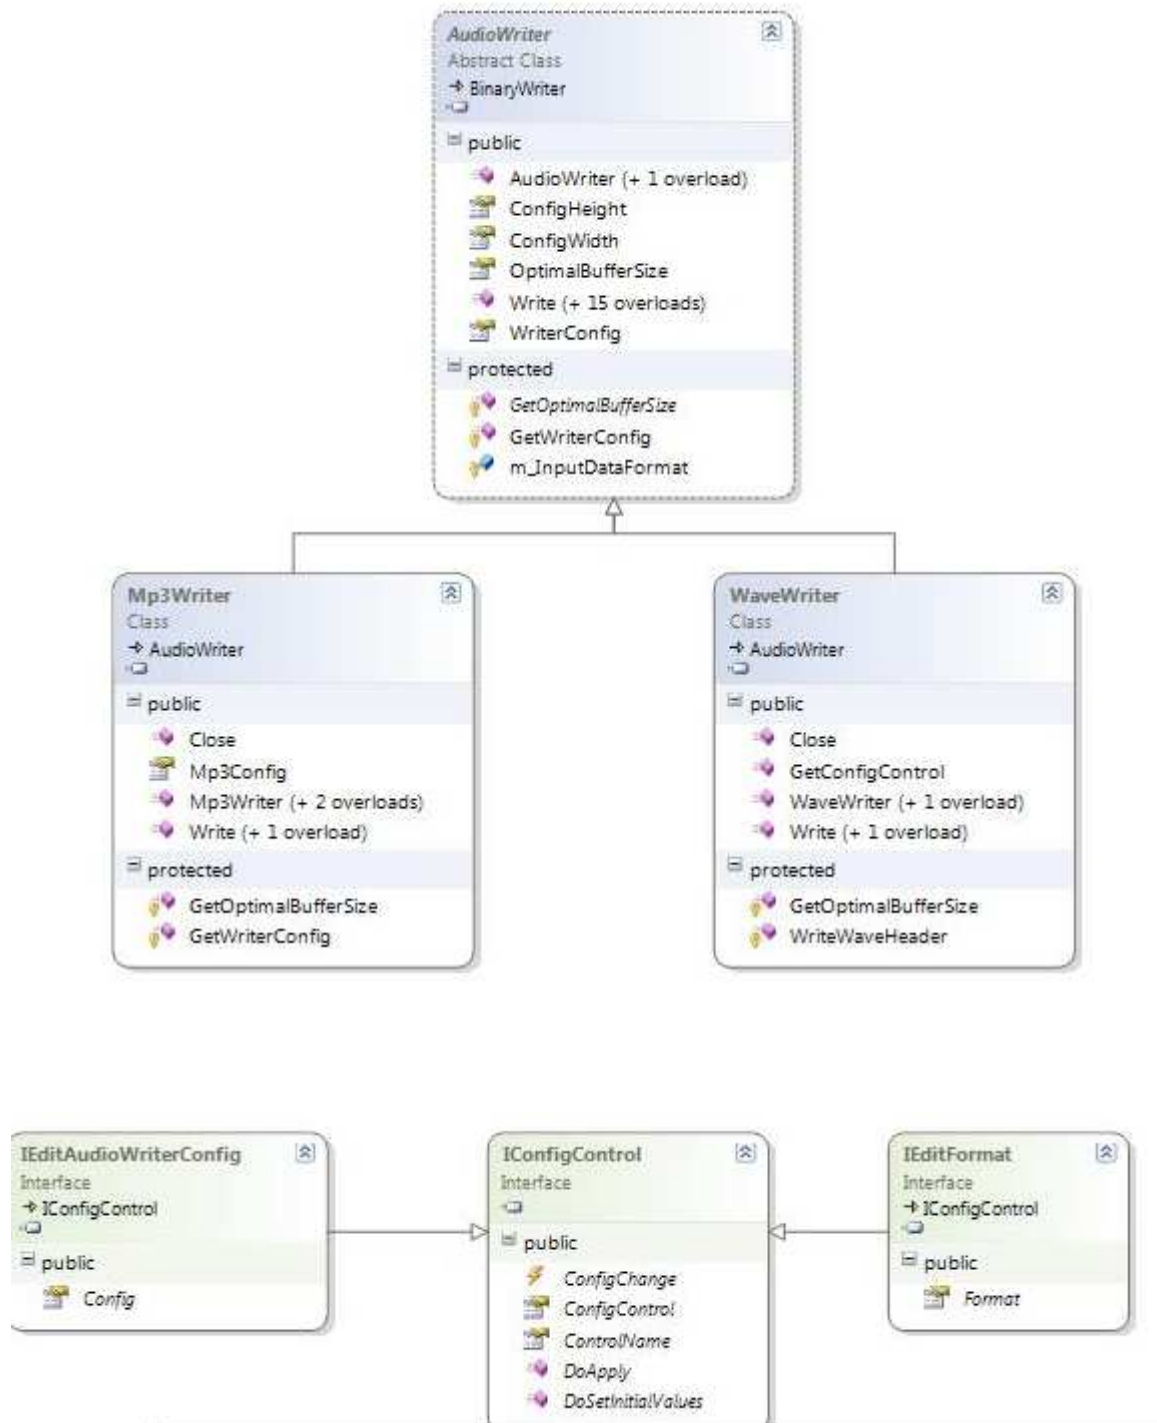 AudioWriter
Abstract Class
BinaryWriter
public
AudioWriter (+ 1 overload)
ConfigHeight
ConfigWidth
OptimalBufferSize
Write (+ 15 overloads)
WriterConfig
protected
GetOptimalBufferSize
GetWriterConfig
m_InputDataFormat
Mp3Writer
Class
AudioWriter
public
Close
Mp3Config
Mp3Writer (+ 2 overloads)
Write (+ 1 overload)
protected
GetOptimalBufferSize
GetWriterConfig
WaveWriter
Class
AudioWriter
public
Close
GetConfigControl
WaveWriter (+ 1 overload)
Write (+ 1 overload)
protected
GetOptimalBufferSize
WriteWaveHeader
IEditAudioWriterConfig
Interface
IConfigControl
public
Config
IConfigControl
Interface
public
ConfigChange
ConfigControl
ControlName
DoApply
DoSetInitialValues
IEditFormat
Interface
IConfigControl
public
Format